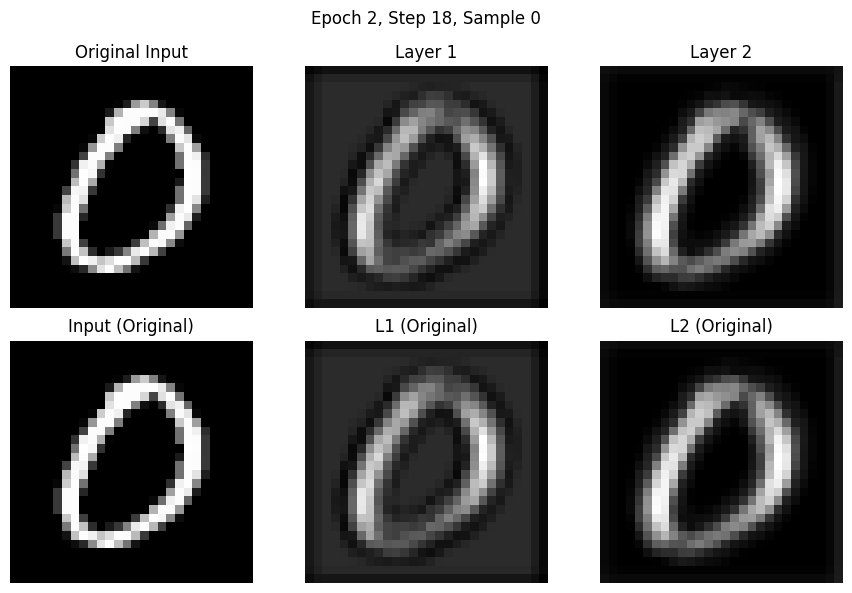 Epoch 2, Step 18, Sample 0
Original Input Layer 1 Layer 2
Input (Original) L1 (Original) L2 (Original)